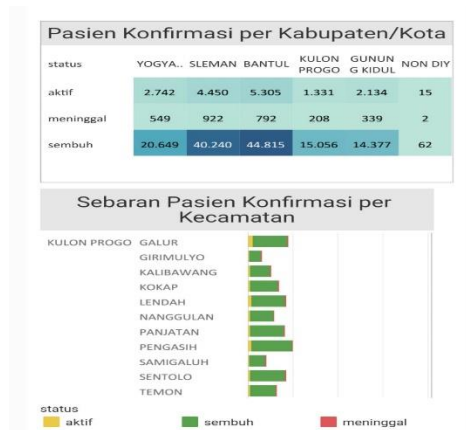 Pasien Konfirmasi per Kabupaten/Kota
status YOGYA.. SLEMAN BANTUL KULON PROGO GUNUN G KIDUL NON DIY
aktif 2.742 4.450 5.305 1.331 2.134 15
meninggal 549 922 792 208 339 2
sembuh 20.649 40.240 44.815 15.056 14.377 62
Sebaran Pasien Konfirmasi per
Kecamatan
KULON PROGO GALUR
GIRIMULYO
KALIBAWANG
KOKAP
LENDAH
NANGGULAN
PANJATAN
PENGASIH
SAMIGALUH
SENTOLO
TEMON
status
aktif sembuh meninggal